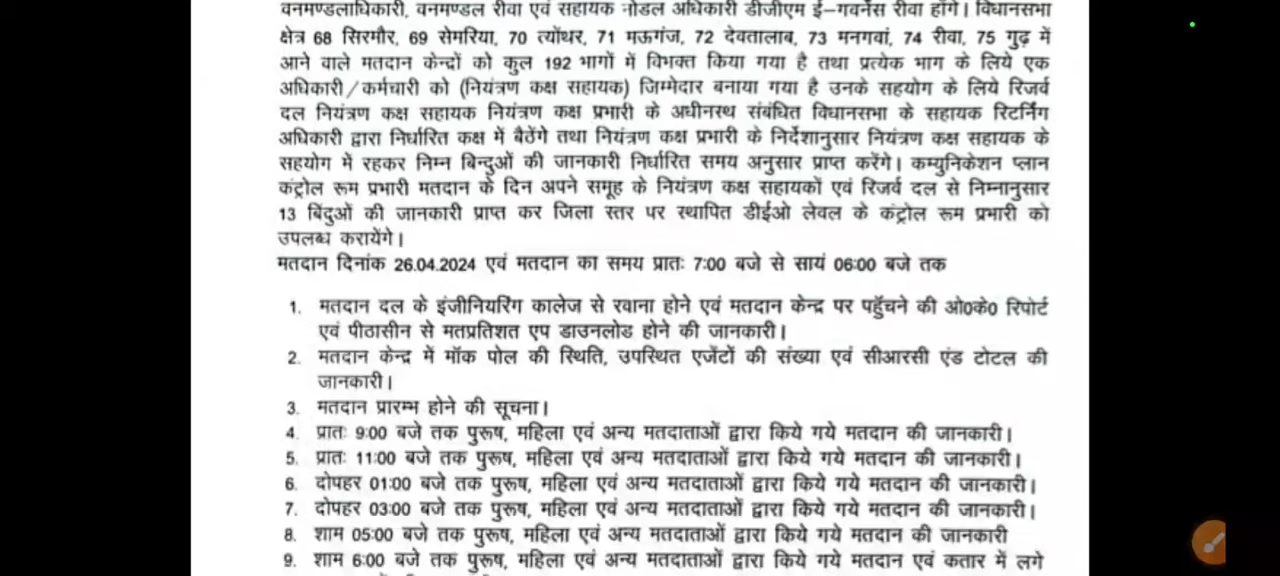 वनमण्डलाधिकारी, वनमण्डल रीवा एवं सहायक नोडल अधिकारी डीजीएम ई–गवर्नेंस रीवा होंगे। विधानसभा
क्षेत्र 68 सिरमौर, 69 सेमरिया, 70 त्योंथर, 71 मऊगंज, 72 देवतालाब, 73 मनगवां, 74 रीवा, 75 गुढ़ में
आने वाले मतदान केन्द्रों को कुल 192 भागों में विभक्त किया गया है तथा प्रत्येक भाग के लिये एक
अधिकारी/कर्मचारी को (नियंत्रण कक्ष सहायक) जिम्मेदार बनाया गया है उनके सहयोग के लिये रिजर्व
दल नियंत्रण कक्ष सहायक नियंत्रण कक्ष प्रभारी के अधीनस्थ संबंधित विधानसभा के सहायक रिटर्निंग
अधिकारी द्वारा निर्धारित कक्ष में बैठेंगे तथा नियंत्रण कक्ष प्रभारी के निर्देशानुसार नियंत्रण कक्ष सहायक के
सहयोग में रहकर निम्न बिन्दुओं की जानकारी निर्धारित समय अनुसार प्राप्त करेंगे। कम्युनिकेशन प्लान
कंट्रोल रूम प्रभारी मतदान के दिन अपने समूह के नियंत्रण कक्ष सहायकों एवं रिजर्व दल से निम्नानुसार
13 बिंदुओं की जानकारी प्राप्त कर जिला स्तर पर स्थापित डीईओ लेवल के कंट्रोल रूम प्रभारी को
उपलब्ध करायेंगे।
मतदान दिनांक 26.04.2024 एवं मतदान का समय प्रातः 7:00 बजे से सायं 06:00 बजे तक
1. मतदान दल के इंजीनियरिंग कालेज से रवाना होने एवं मतदान केन्द्र पर पहुँचने की ओ0के0 रिपोर्ट
एवं पीठासीन से मतप्रतिशत एप डाउनलोड होने की जानकारी।
2. मतदान केन्द्र में मॉक पोल की स्थिति, उपस्थित एजेंटों की संख्या एवं सीआरसी एंड टोटल की
जानकारी।
3. मतदान प्रारम्भ होने की सूचना।
4. प्रातः 9:00 बजे तक पुरूष, महिला एवं अन्य मतदाताओं द्वारा किये गये मतदान की जानकारी।
5. प्रातः 11:00 बजे तक पुरूष, महिला एवं अन्य मतदाताओं द्वारा किये गये मतदान की जानकारी।
6. दोपहर 01:00 बजे तक पुरूष, महिला एवं अन्य मतदाताओं द्वारा किये गये मतदान की जानकारी।
7. दोपहर 03:00 बजे तक पुरूष, महिला एवं अन्य मतदाताओं द्वारा किये गये मतदान की जानकारी।
8. शाम 05:00 बजे तक पुरूष, महिला एवं अन्य मतदाताओं द्वारा किये गये मतदान की जानकारी
9. शाम 6:00 बजे तक पुरूष, महिला एवं अन्य मतदाताओं द्वारा किये गये मतदान एवं कतार में लगे